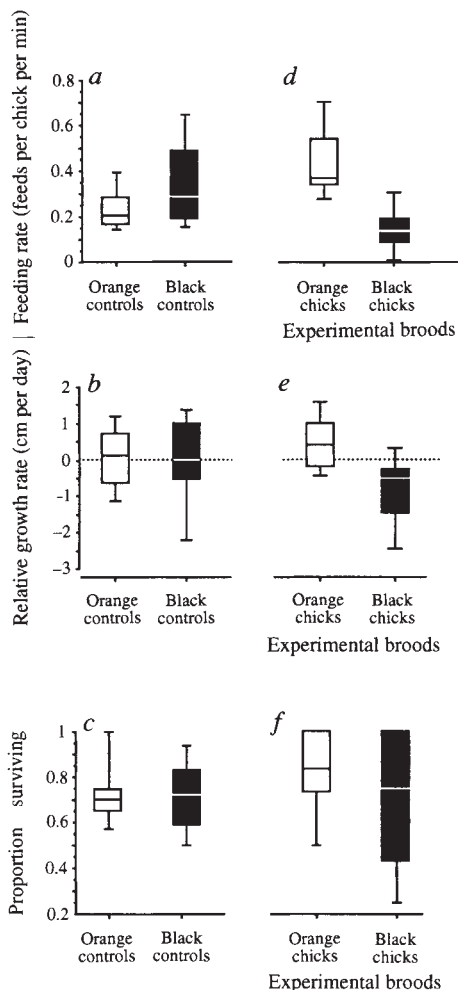 Feeding rate (feeds per chick per min)
a
0.8
0.6
0.4
0.2
0
Orange
controls
Black
controls
d
Orange
chicks
Black
chicks
Experimental broods
Relative growth rate (cm per day)
b
2
1
0
-1
-2
-3
Orange
controls
Black
controls
e
Orange
chicks
Black
chicks
Experimental broods
Proportion surviving
c
1
0.8
0.6
0.4
0.2
Orange
controls
Black
controls
f
Orange
chicks
Black
chicks
Experimental broods